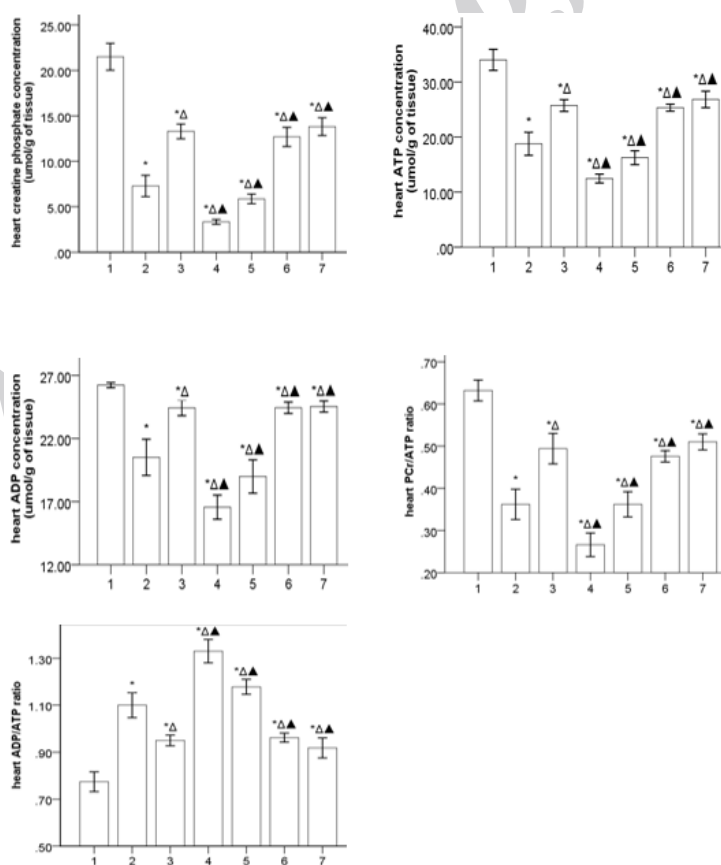 heart creatine phosphate concentration
(umol/g of tissue)
25.00
20.00
15.00
10.00
5.00
.00
*
*Δ
*Δ▲
*Δ▲
*Δ▲
*Δ▲
1 2 3 4 5 6 7
heart ATP concentration
(umol/g of tissue)
40.00
30.00
20.00
10.00
.00
*
*Δ
*Δ▲
*Δ▲
*Δ▲
*Δ▲
1 2 3 4 5 6 7
heart ADP concentration
(umol/g of tissue)
27.00
22.00
17.00
12.00
*
*Δ
*Δ▲
*Δ▲
*Δ▲
*Δ▲
1 2 3 4 5 6 7
heart PCr/ATP ratio
.70
.60
.50
.40
.30
.20
*
*Δ
*Δ▲
*Δ▲
*Δ▲
*Δ▲
1 2 3 4 5 6 7
heart ADP/ATP ratio
1.30
1.10
.90
.70
.50
*
*Δ
*Δ▲
*Δ▲
*Δ▲
*Δ▲
1 2 3 4 5 6 7